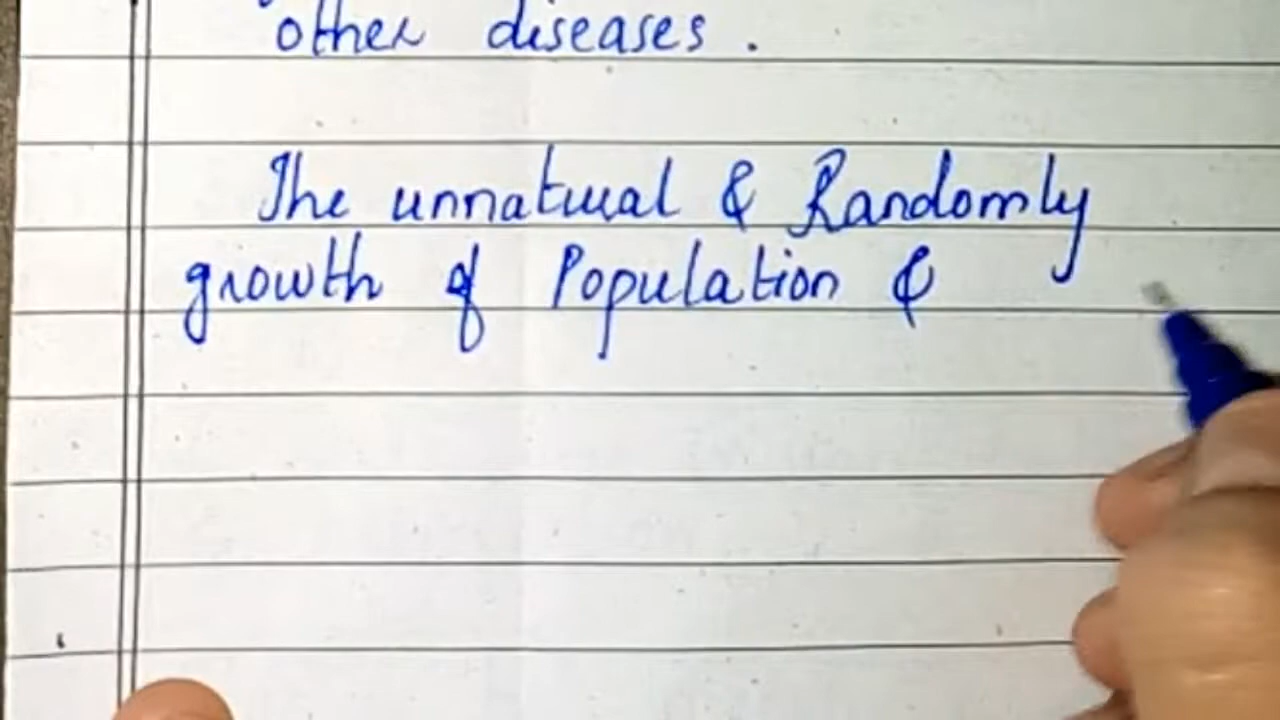 other diseases.
The unnatural & Randomly
growth of Population &